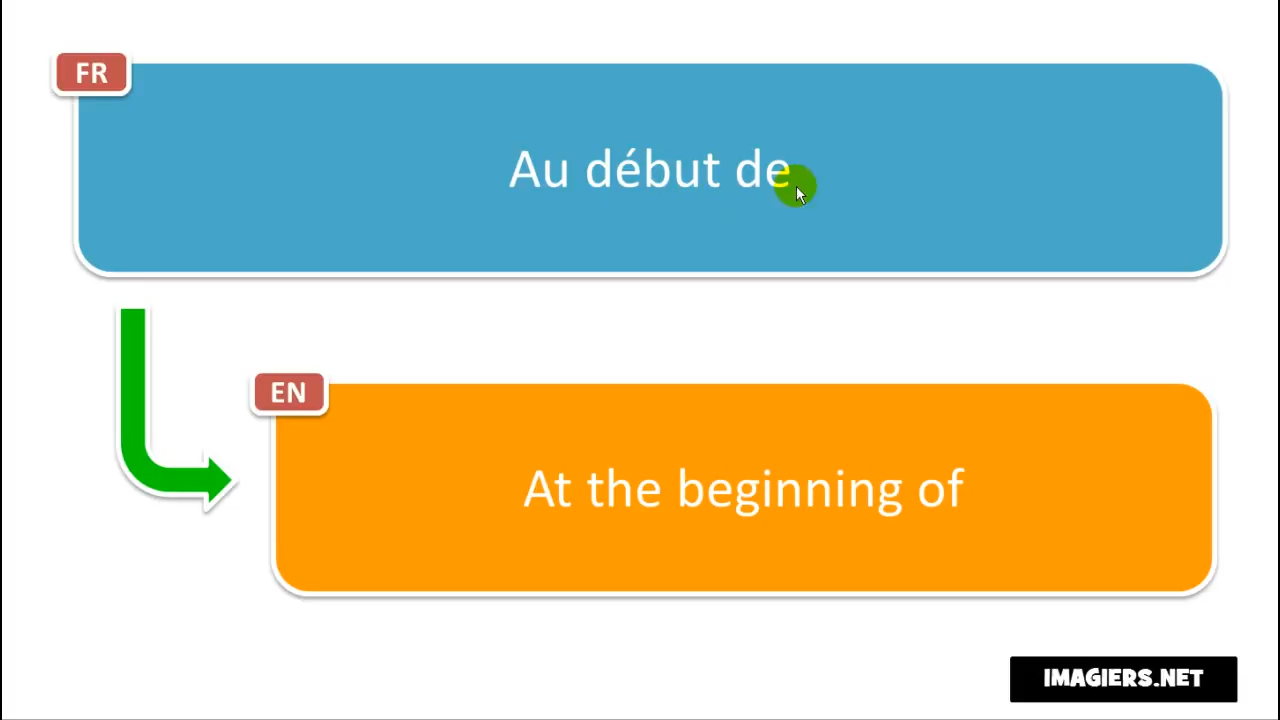 FR
Au début de
EN
At the beginning of
IMAGIERS.NET